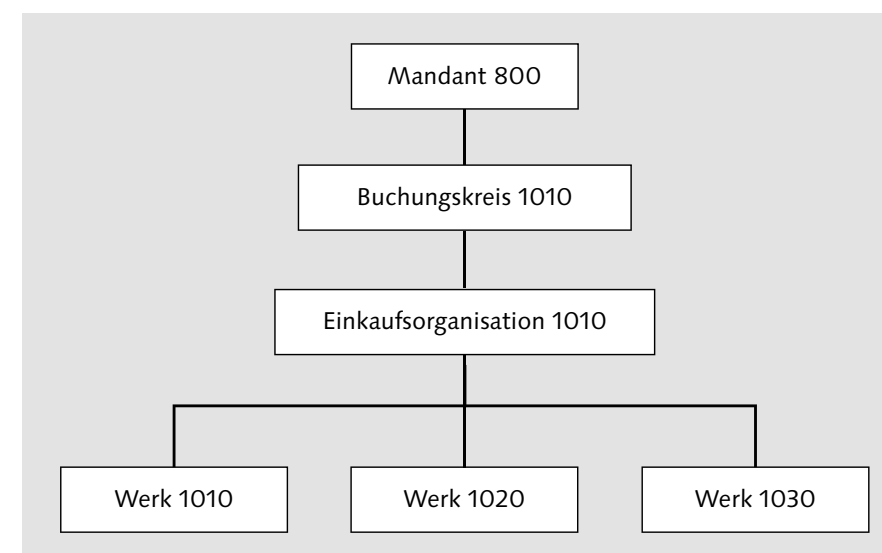 Mandant 800
Buchungskreis 1010
Einkaufsorganisation 1010
Werk 1010
Werk 1020
Werk 1030